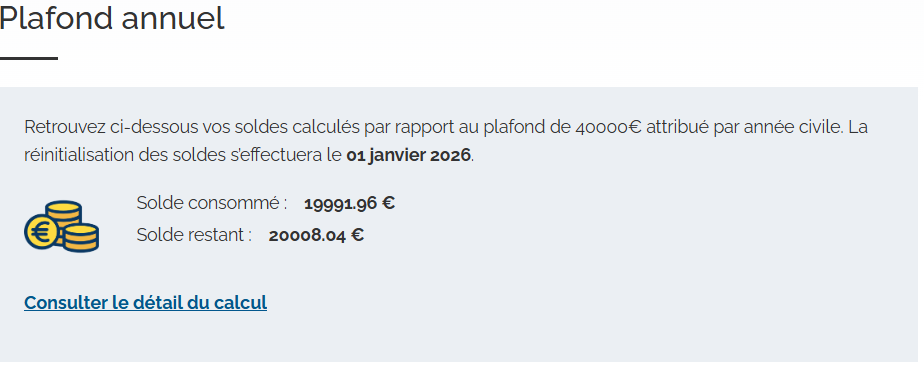 Plafond annuel
Retrouvez ci-dessous vos soldes calculés par rapport au plafond de 40000€ attribué par année civile. La
réinitialisation des soldes s'effectuera le 01 janvier 2026.
Solde consommé : 19991.96 €
Solde restant : 20008.04 €
Consulter le détail du calcul